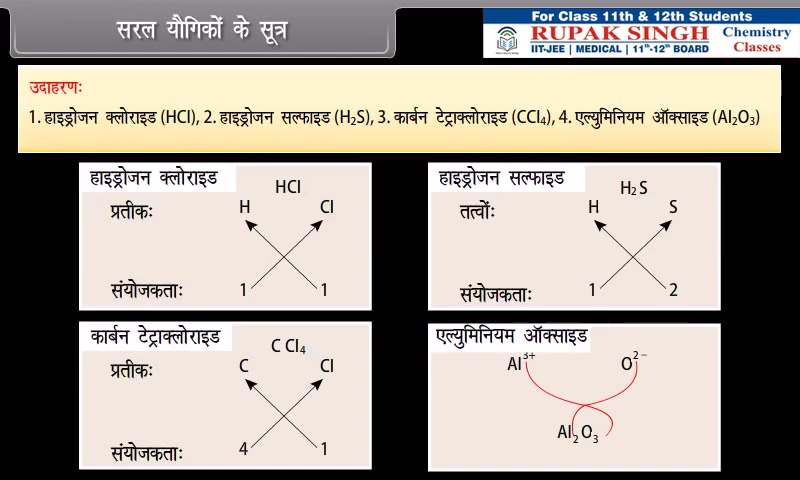 सरल यौगिकों के सूत्र
For Class 11th & 12th Students
RUPAK SINGH
IIT-JEE | MEDICAL | 11th-12th BOARD
Chemistry
Classes
उदाहरणः
1. हाइड्रोजन क्लोराइड (HCl), 2. हाइड्रोजन सल्फाइड (H₂S), 3. कार्बन टेट्राक्लोराइड (CCl₄), 4. एल्युमिनियम ऑक्साइड (Al₂O₃)
हाइड्रोजन क्लोराइड
HCl
प्रतीकः H Cl
संयोजकताः 1 1
हाइड्रोजन सल्फाइड
H₂S
तत्वोंः H S
संयोजकताः 1 2
कार्बन टेट्राक्लोराइड
C Cl₄
प्रतीकः C Cl
संयोजकताः 4 1
एल्युमिनियम ऑक्साइड
Al³⁺ O²⁻
Al₂O₃